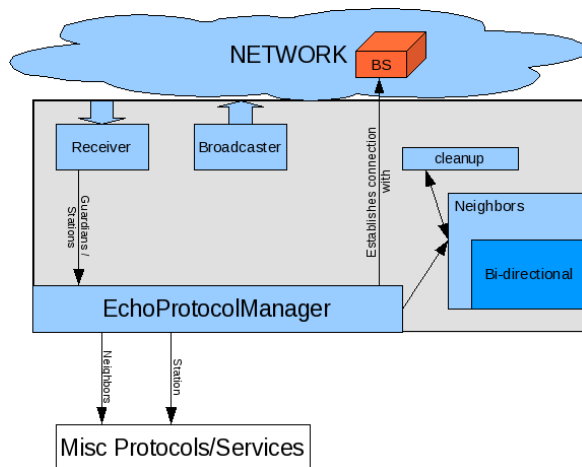 NETWORK
BS
Receiver
Broadcaster
cleanup
Neighbors
Bi-directional
Guardians /
Stations
Establishes connection
with
EchoProtocolManager
Neighbors
Station
Misc Protocols/Services